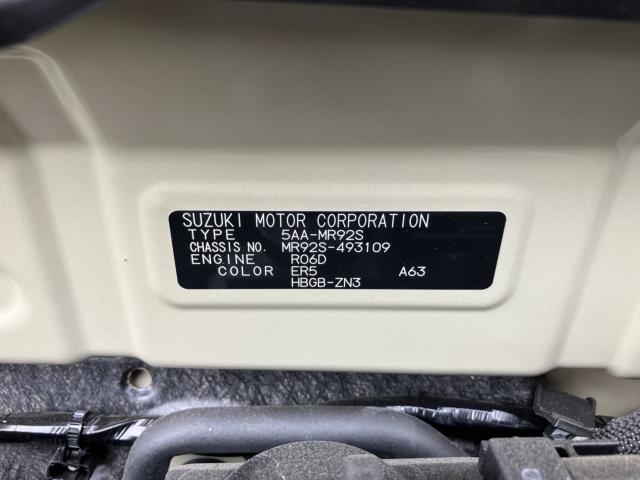 SUZUKI MOTOR CORPORATION
TYPE 5AA-MR92S
CHASSIS NO. MR92S-493109
ENGINE R06D
COLOR ER5 A63
HBGB-ZN3